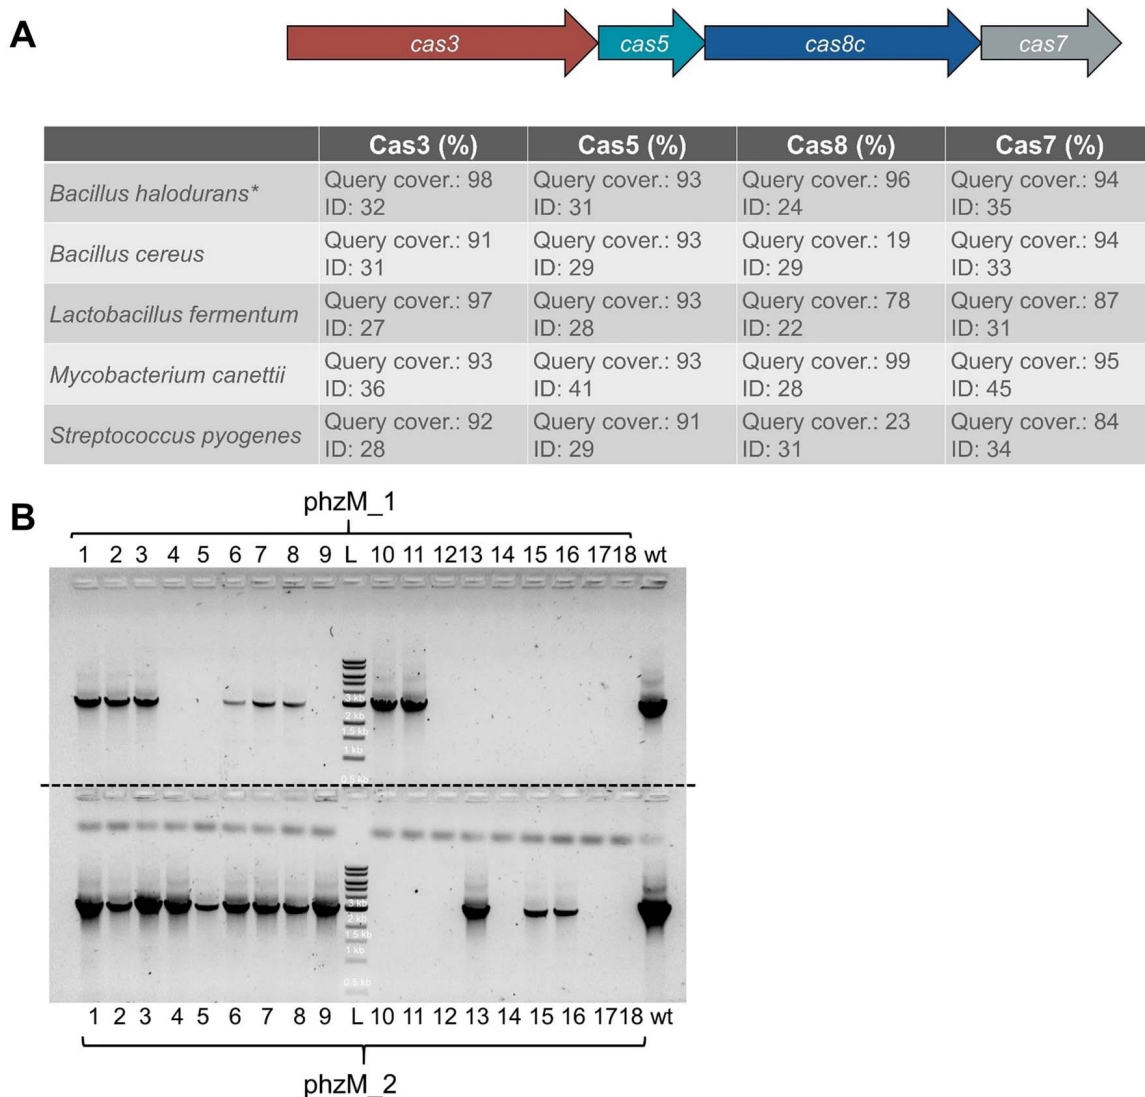 A
cas3 cas5 cas8c cas7
Cas3 (%) Cas5 (%) Cas8 (%) Cas7 (%)
Bacillus halodurans* Query cover.: 98 Query cover.: 93 Query cover.: 96 Query cover.: 94
ID: 32 ID: 31 ID: 24 ID: 35
Bacillus cereus Query cover.: 91 Query cover.: 93 Query cover.: 19 Query cover.: 94
ID: 31 ID: 29 ID: 29 ID: 33
Lactobacillus fermentum Query cover.: 97 Query cover.: 93 Query cover.: 78 Query cover.: 87
ID: 27 ID: 28 ID: 22 ID: 31
Mycobacterium canettii Query cover.: 93 Query cover.: 93 Query cover.: 99 Query cover.: 95
ID: 36 ID: 41 ID: 28 ID: 45
Streptococcus pyogenes Query cover.: 92 Query cover.: 91 Query cover.: 23 Query cover.: 84
ID: 28 ID: 29 ID: 31 ID: 34
B
phzM_1
1 2 3 4 5 6 7 8 9 L 10 11 12 13 14 15 16 17 18 wt
3 kb
2 kb
1.5 kb
1 kb
0.5 kb
3 kb
2 kb
1.5 kb
1 kb
0.5 kb
1 2 3 4 5 6 7 8 9 L 10 11 12 13 14 15 16 17 18 wt
phzM_2